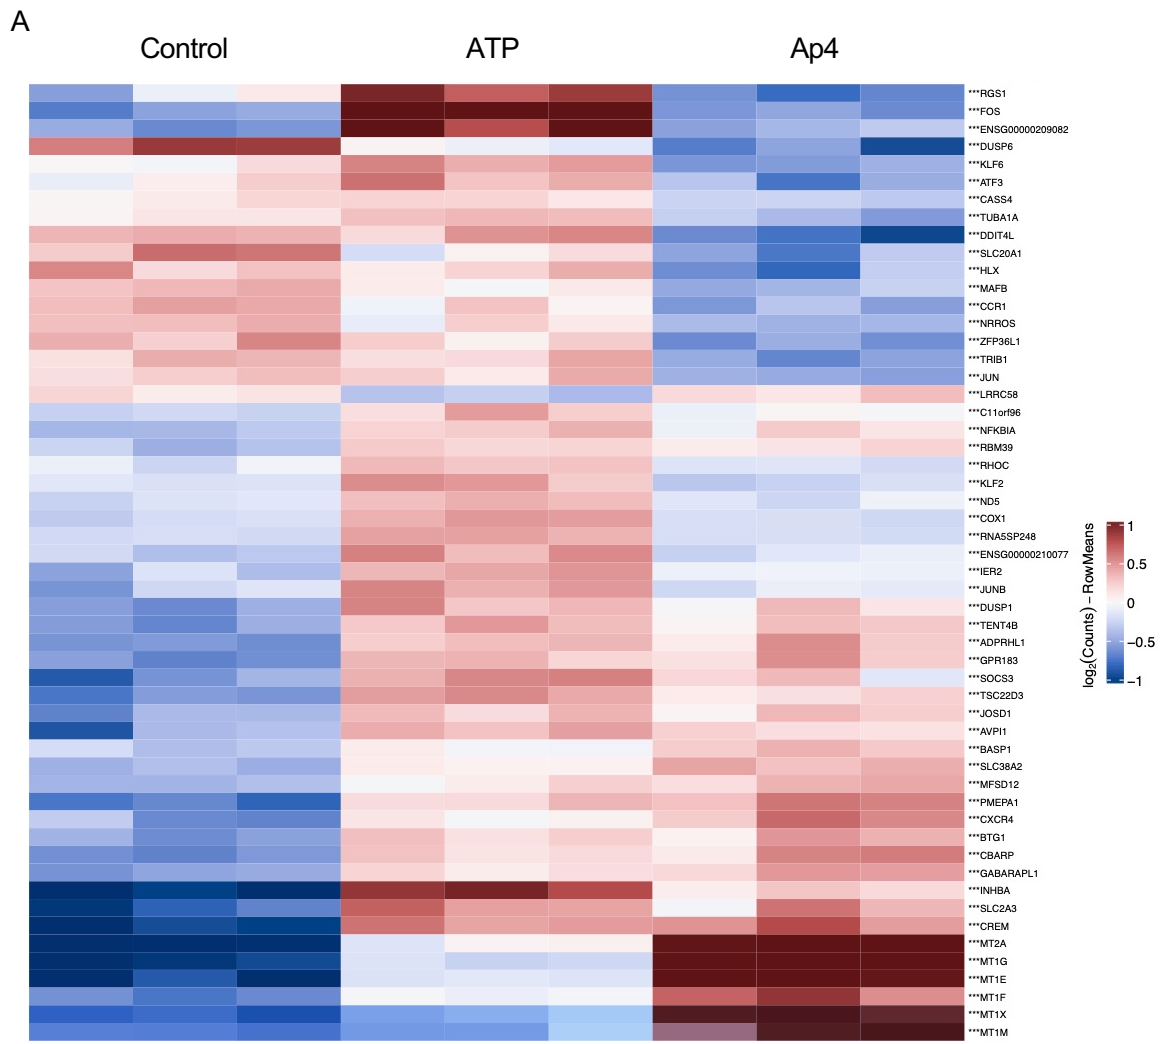 A
Control ATP Ap4
***RGS1
***FOS
***ENSG00000209082
***DUSP6
***KLF6
***ATF3
***CASS4
***TUBA1A
***DDIT4L
***SLC20A1
***HLX
***MAFB
***CCR1
***NRROS
***ZFP36L1
***TRIB1
***JUN
***LRRC58
***C11orf96
***NFKBIA
***RBM39
***RHOC
***KLF2
***ND5
***COX1
***RNA5SP248
***ENSG00000210077
***IER2
***JUNB
***DUSP1
***TENT4B
***ADPRHL1
***GPR183
***SOCS3
***TSC22D3
***JOSD1
***AVPI1
***BASP1
***SLC38A2
***MFSD12
***PMEPA1
***CXCR4
***BTG1
***CBARP
***GABARAPL1
***INHBA
***SLC2A3
***CREM
***MT2A
***MT1G
***MT1E
***MT1F
***MT1X
***MT1M
log₂(Counts) − RowMeans
1
0.5
0
−0.5
−1